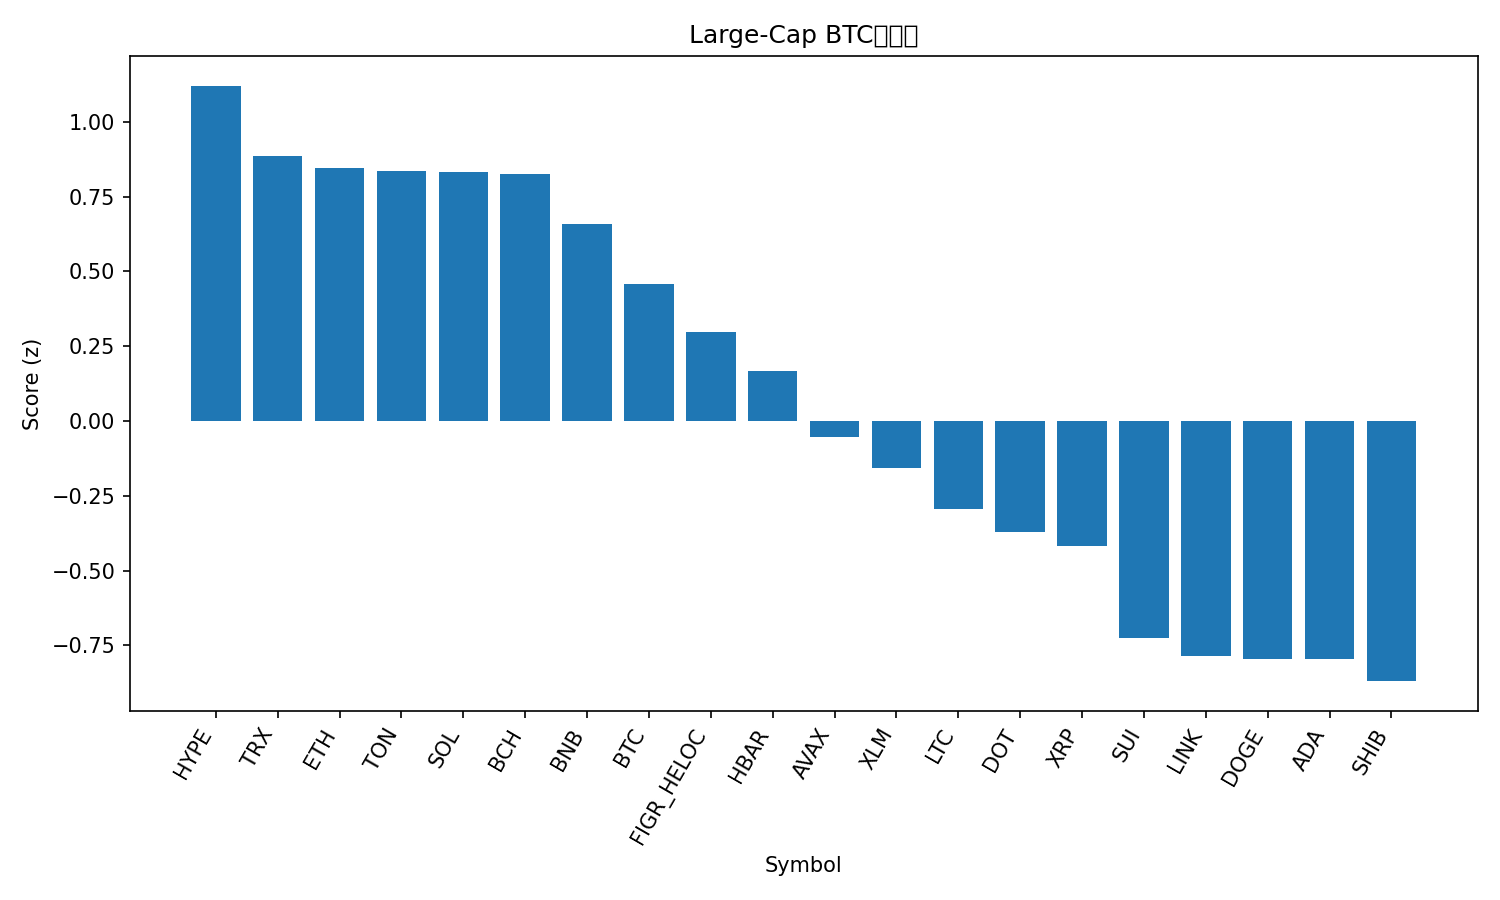 Large-Cap BTC
1.00
0.75
0.50
0.25
0.00
−0.25
−0.50
−0.75
Score (z)
HYPE
TRX
ETH
TON
SOL
BCH
BNB
BTC
FIGR_HELOC
HBAR
AVAX
XLM
LTC
DOT
XRP
SUI
LINK
DOGE
ADA
SHIB
Symbol